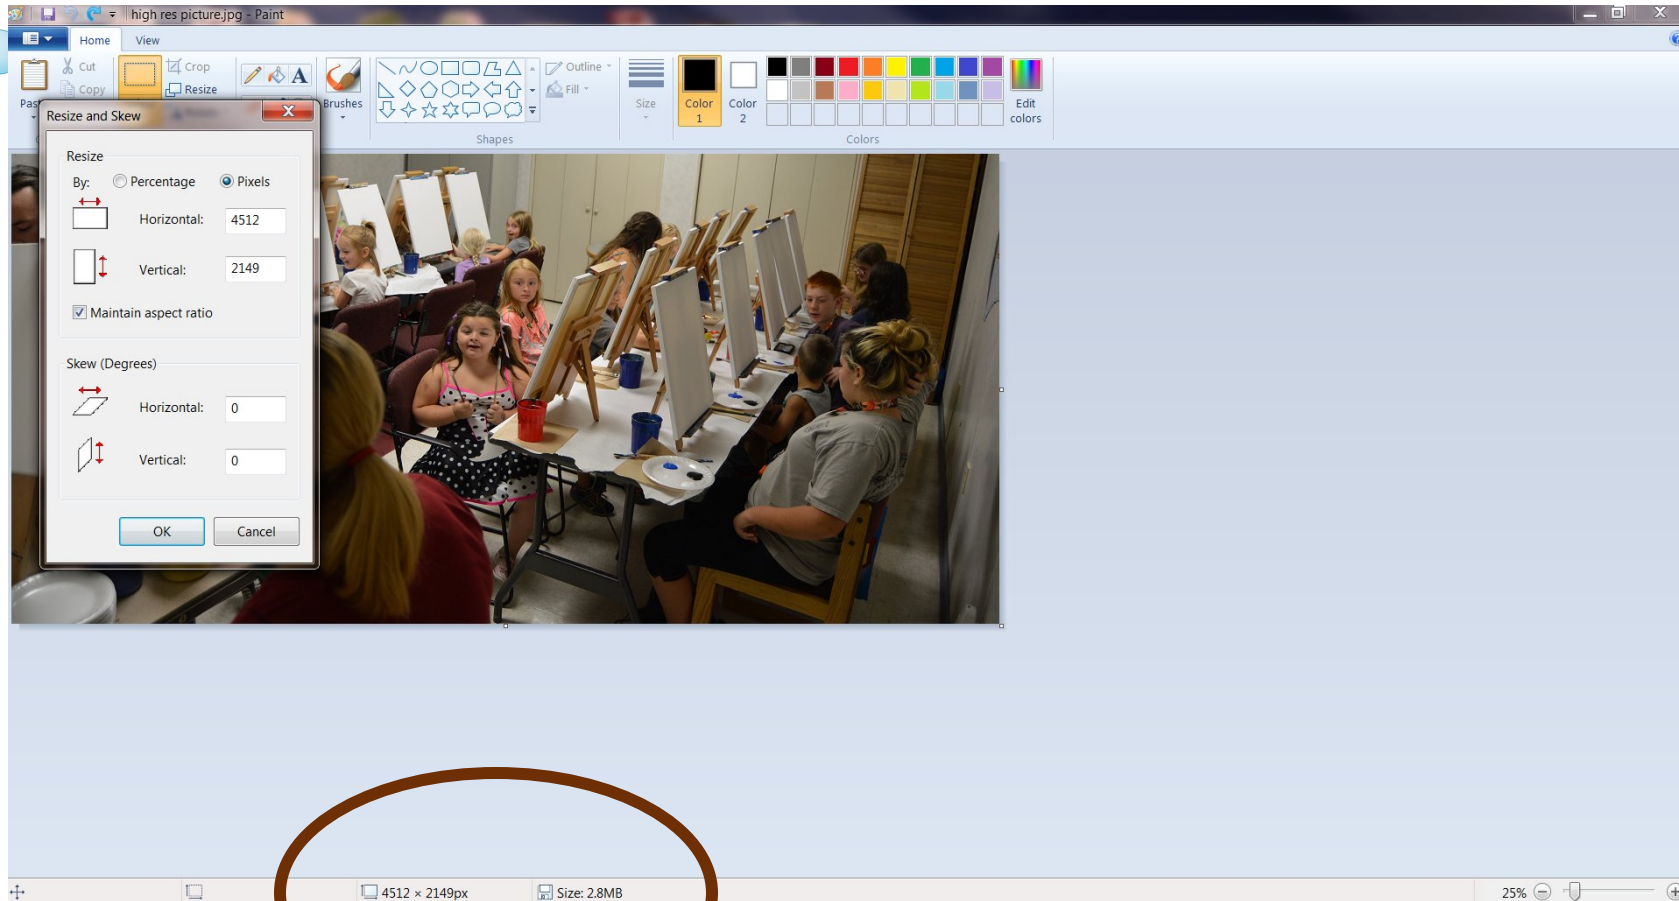 high res picture.jpg - Paint
Home View
Cut
Crop
Copy
Resize
A
Brushes
Outline
Fill
Shapes
Size
Color 1
Color 2
Edit colors
Colors
Resize and Skew
Resize
By: Percentage Pixels
Horizontal: 4512
Vertical: 2149
Maintain aspect ratio
Skew (Degrees)
Horizontal: 0
Vertical: 0
OK Cancel
4512 × 2149px
Size: 2.8MB
25%